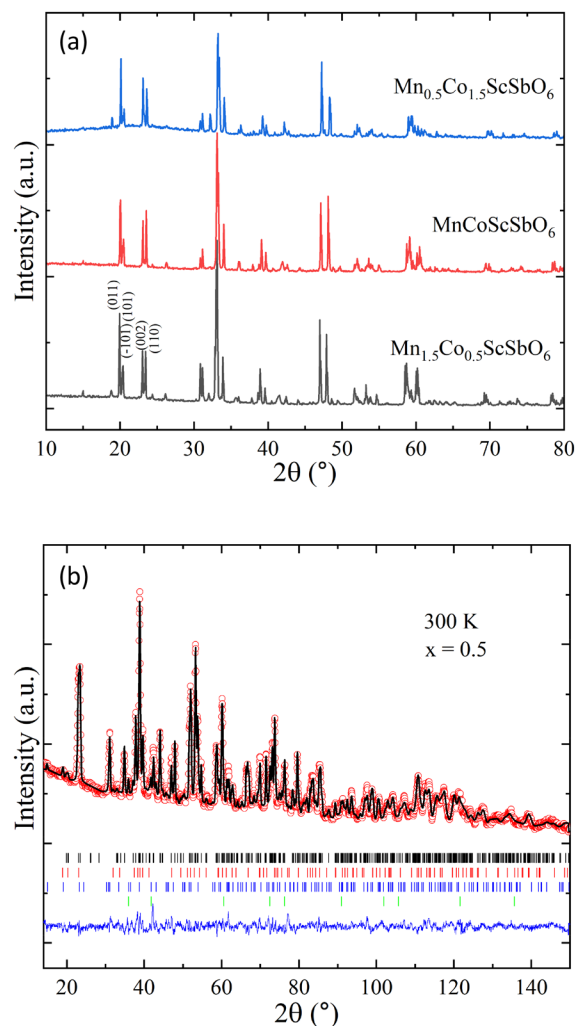 (a)
Mn₀.₅Co₁.₅ScSbO₆
MnCoScSbO₆
(011)
(-101) (101)
(002)
(110)
Mn₁.₅Co₀.₅ScSbO₆
Intensity (a.u.)
10 20 30 40 50 60 70 80
2θ (°)
(b)
300 K
x = 0.5
Intensity (a.u.)
20 40 60 80 100 120 140
2θ (°)